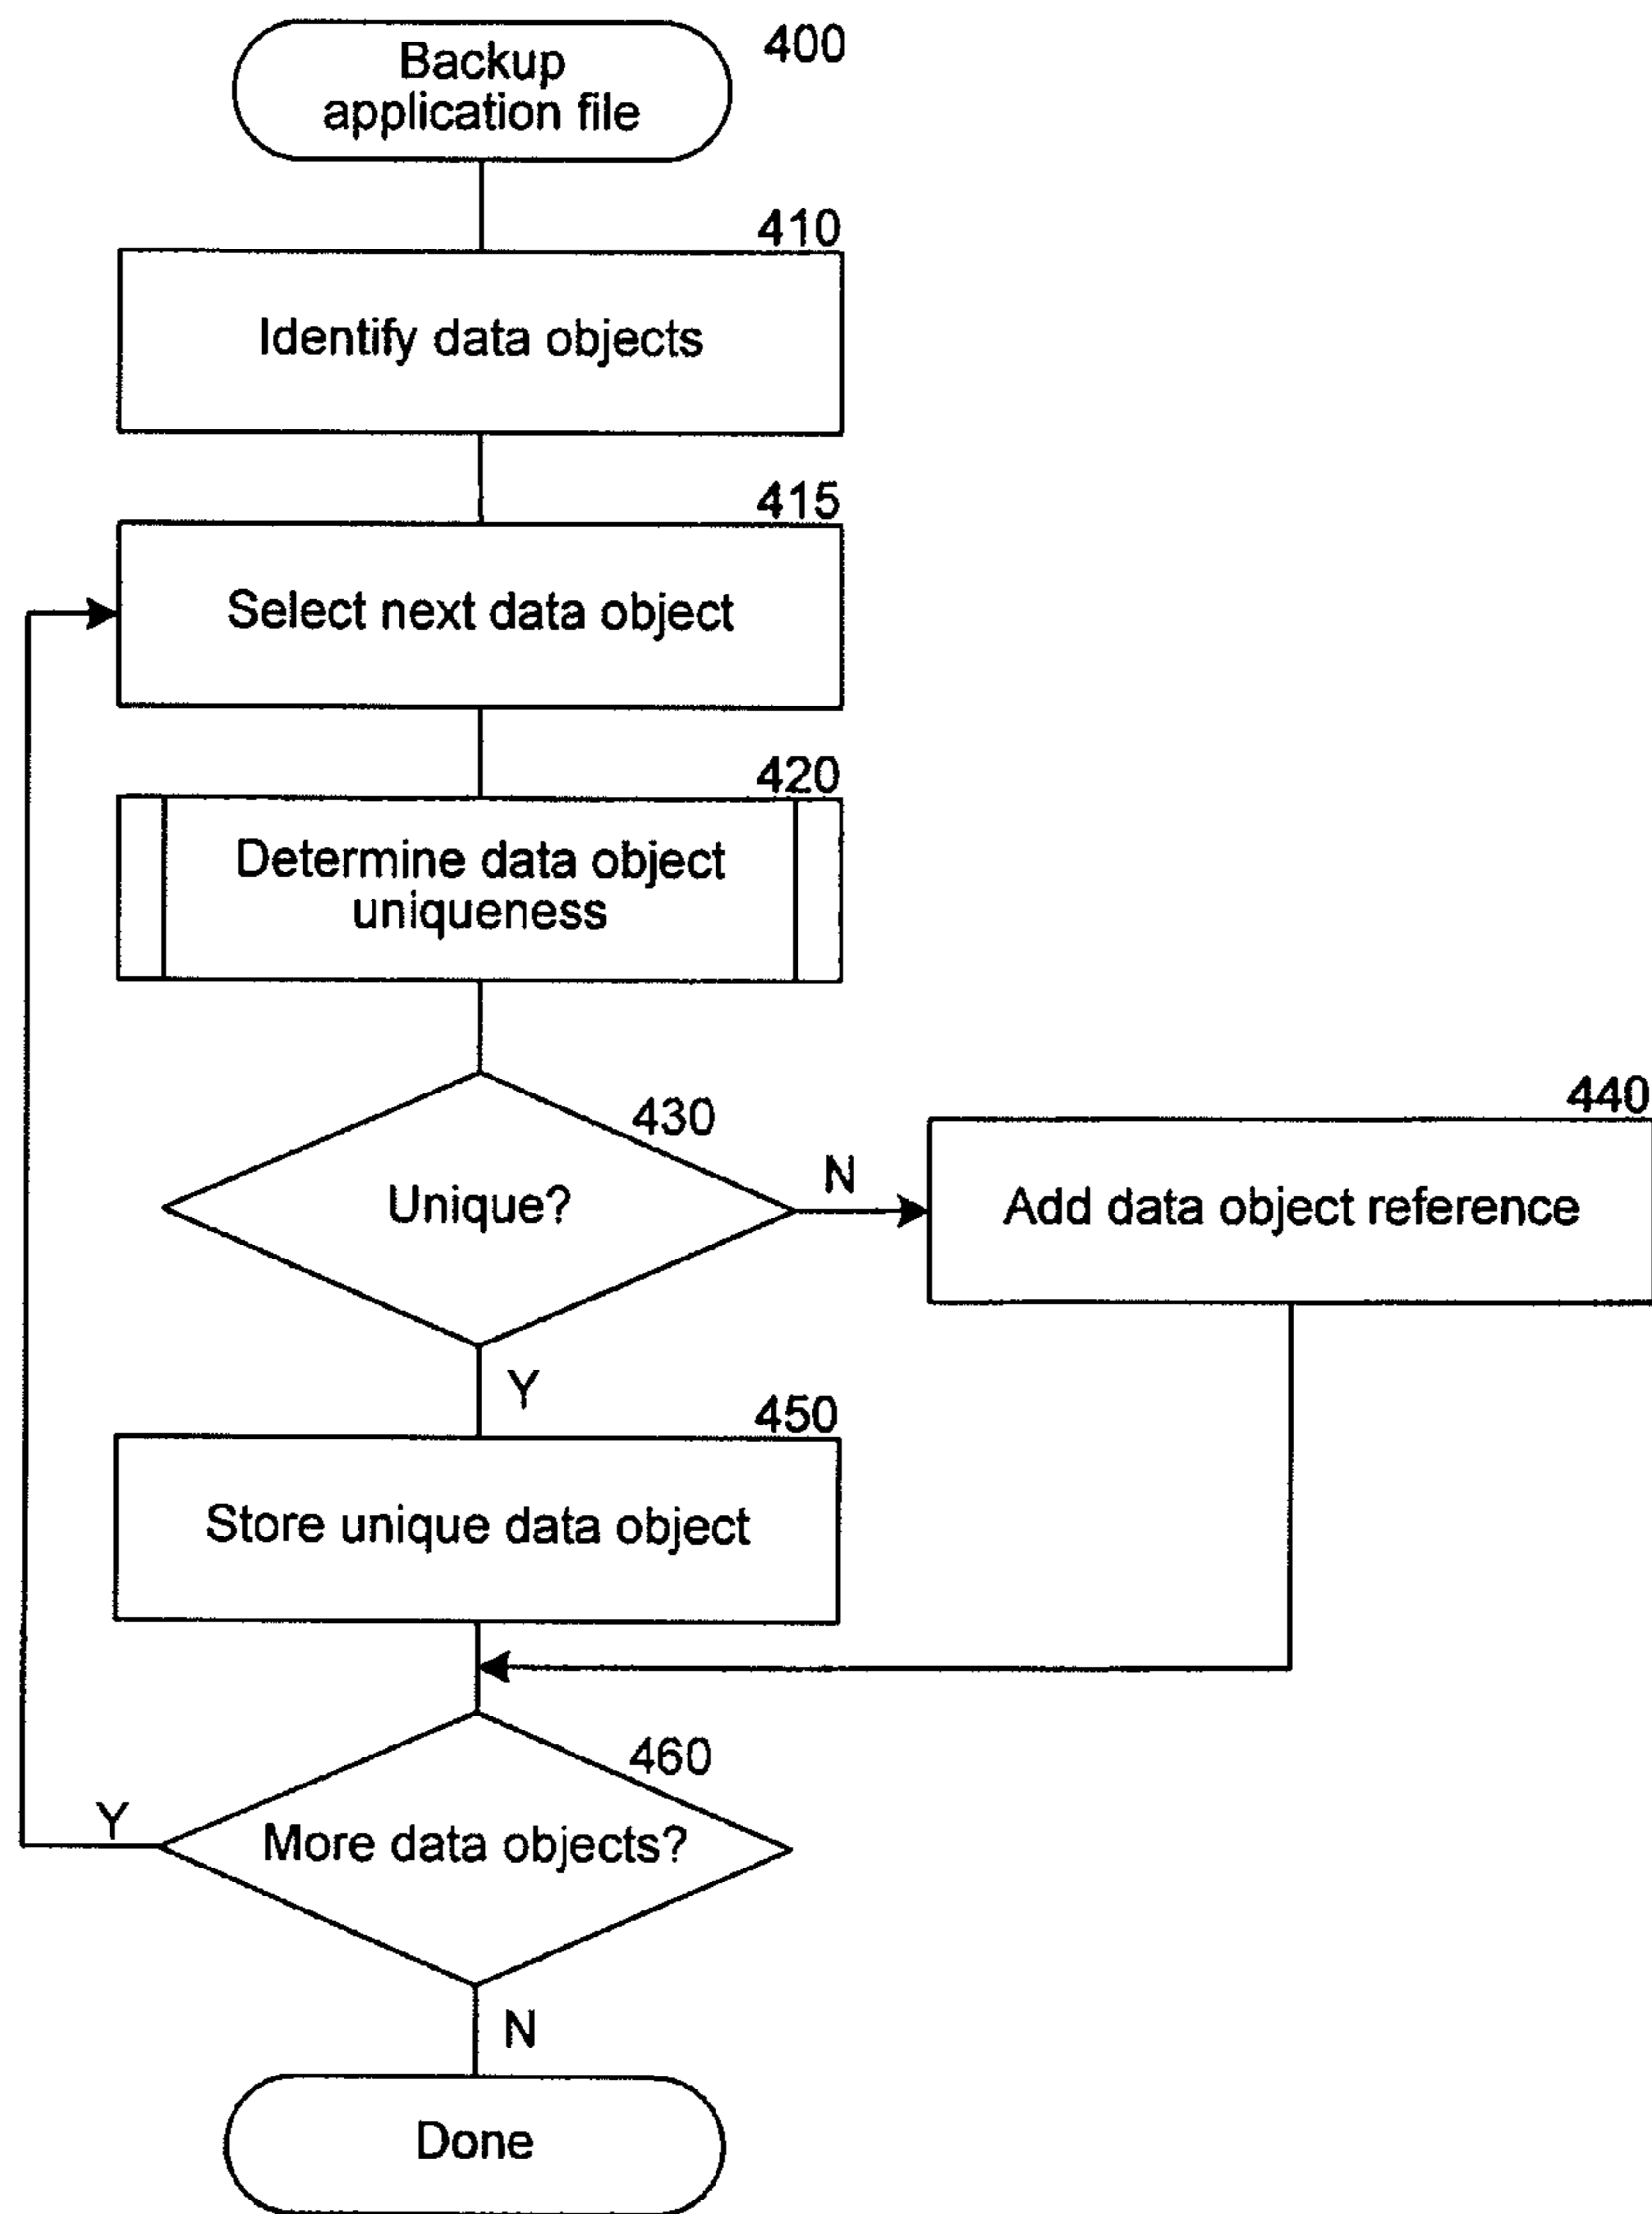 Backup
application file
400
410
Identify data objects
415
Select next data object
420
Determine data object
uniqueness
430
Unique?
N
440
Add data object reference
Y
450
Store unique data object
460
More data objects?
Y
N
Done